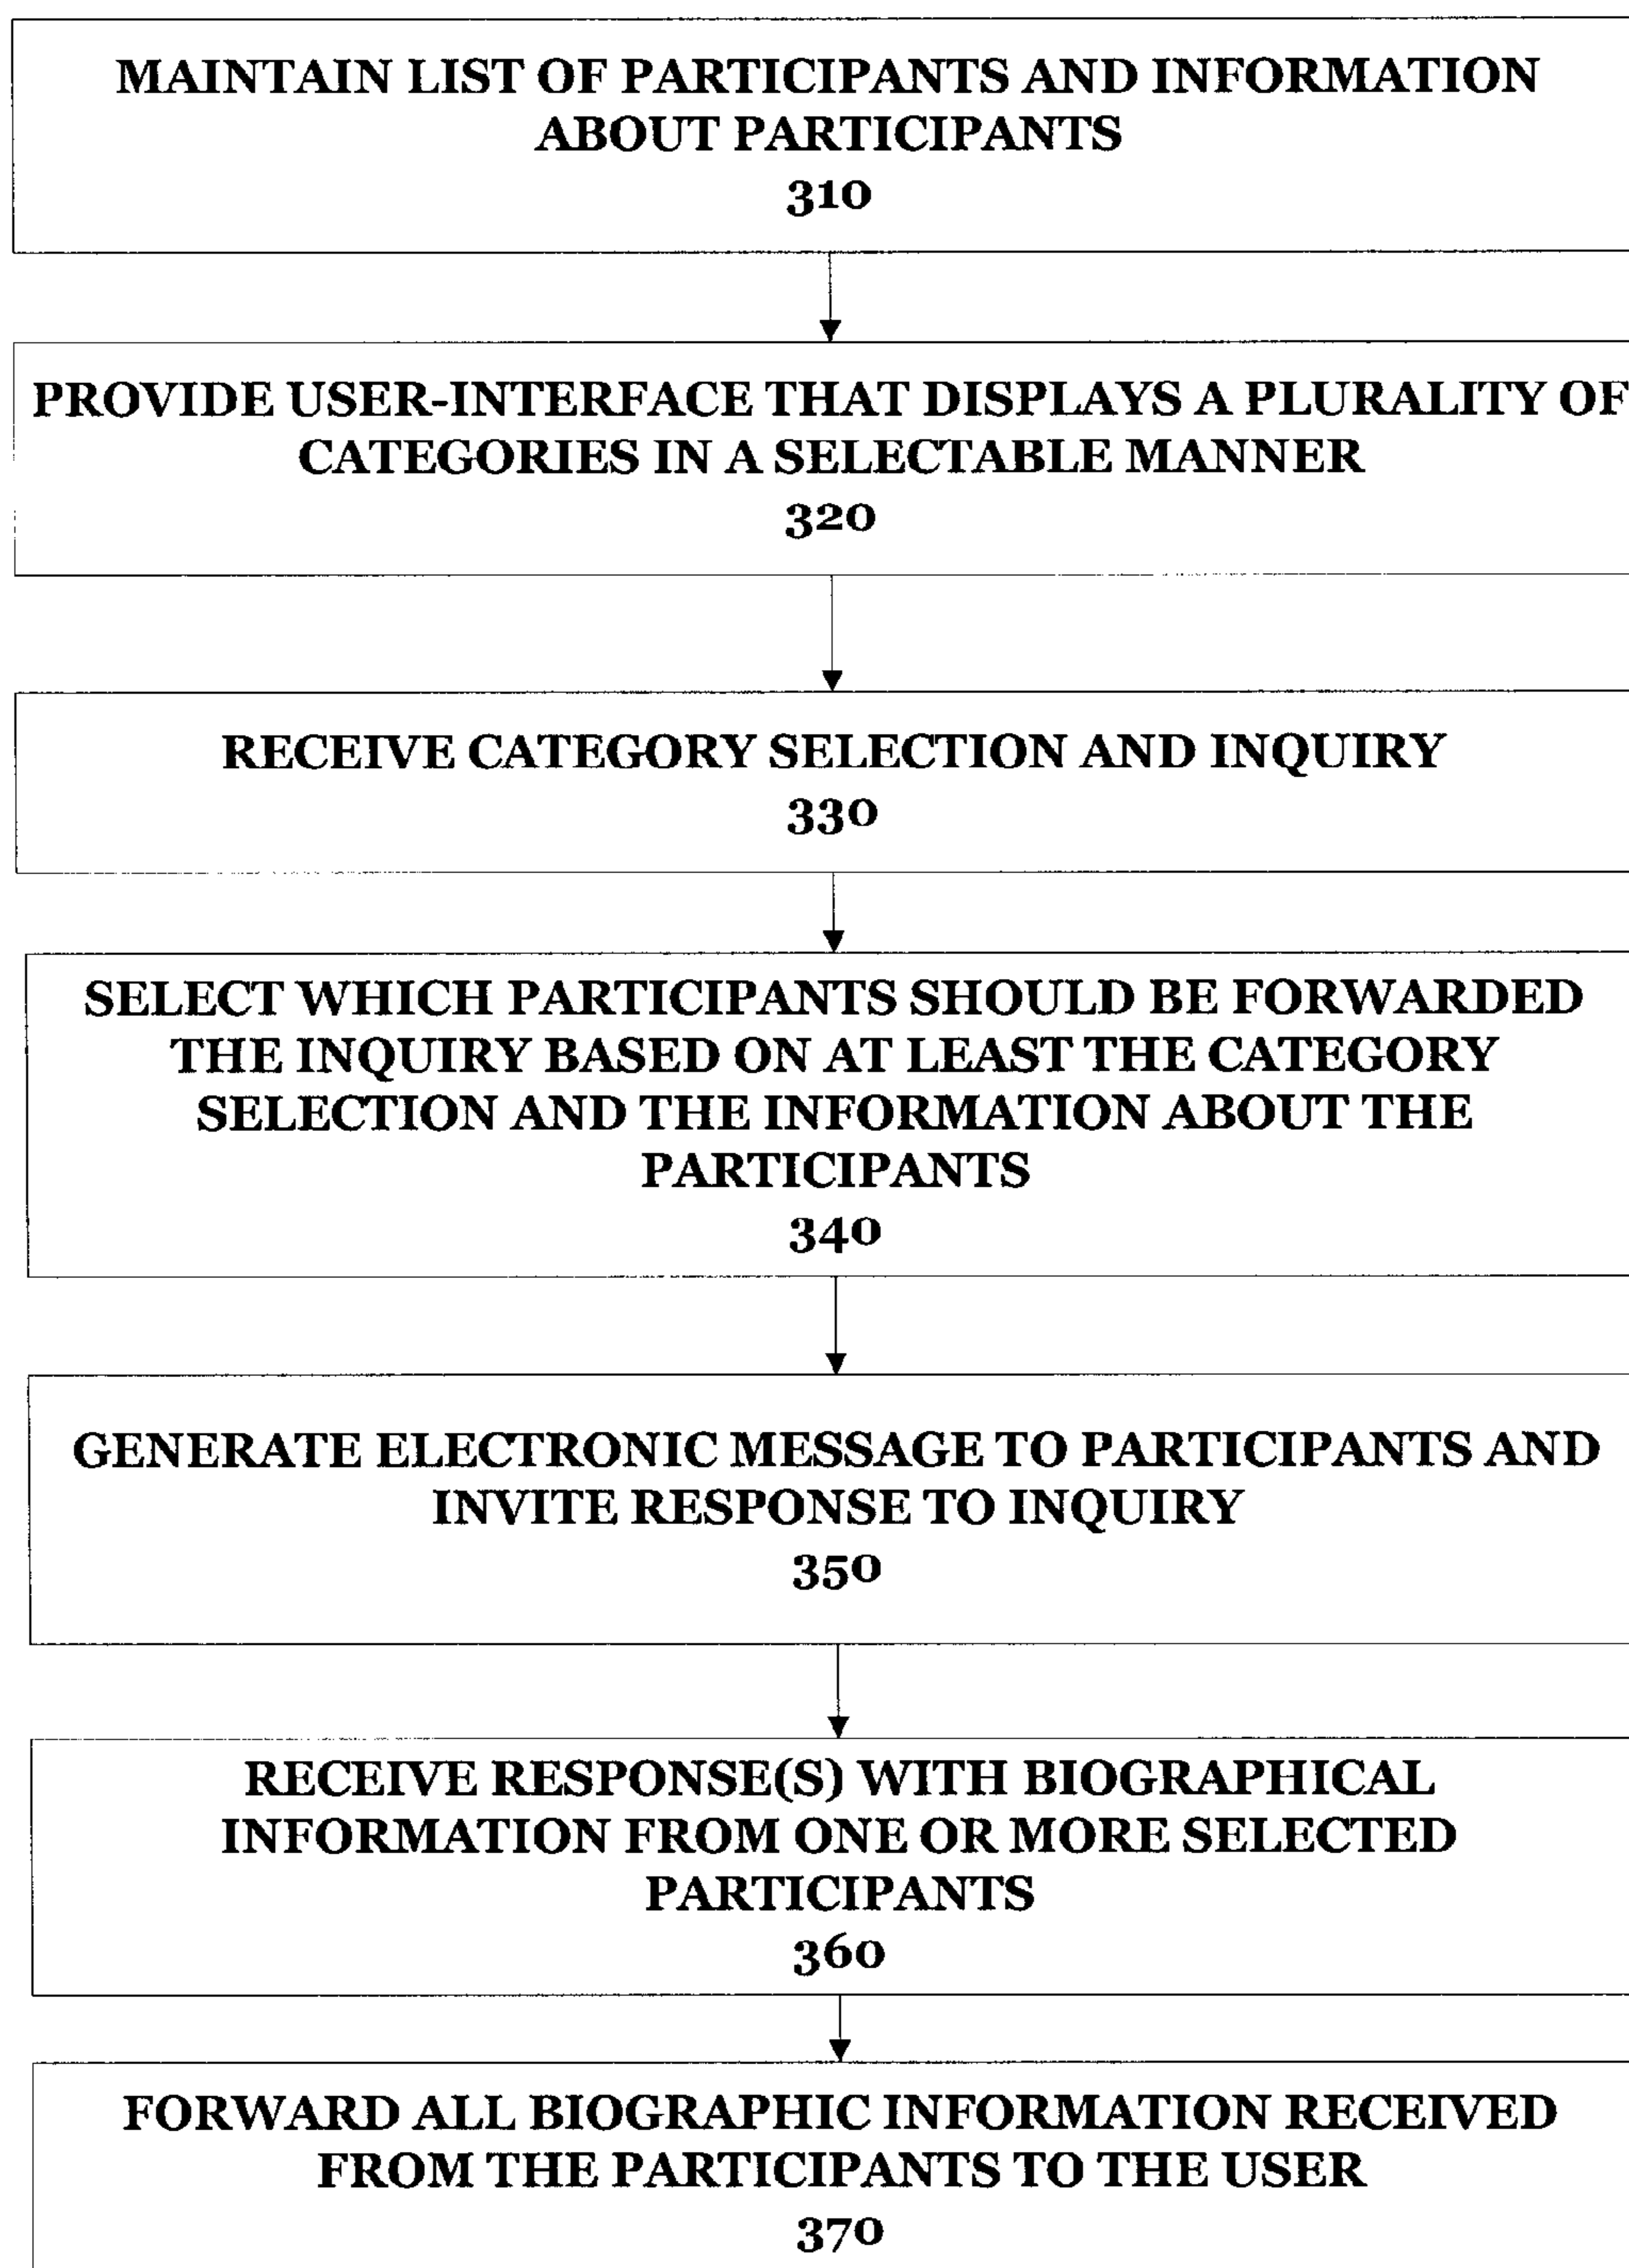 MAINTAIN LIST OF PARTICIPANTS AND INFORMATION
ABOUT PARTICIPANTS
310
PROVIDE USER-INTERFACE THAT DISPLAYS A PLURALITY OF
CATEGORIES IN A SELECTABLE MANNER
320
RECEIVE CATEGORY SELECTION AND INQUIRY
330
SELECT WHICH PARTICIPANTS SHOULD BE FORWARDED
THE INQUIRY BASED ON AT LEAST THE CATEGORY
SELECTION AND THE INFORMATION ABOUT THE
PARTICIPANTS
340
GENERATE ELECTRONIC MESSAGE TO PARTICIPANTS AND
INVITE RESPONSE TO INQUIRY
350
RECEIVE RESPONSE(S) WITH BIOGRAPHICAL
INFORMATION FROM ONE OR MORE SELECTED
PARTICIPANTS
360
FORWARD ALL BIOGRAPHIC INFORMATION RECEIVED
FROM THE PARTICIPANTS TO THE USER
370